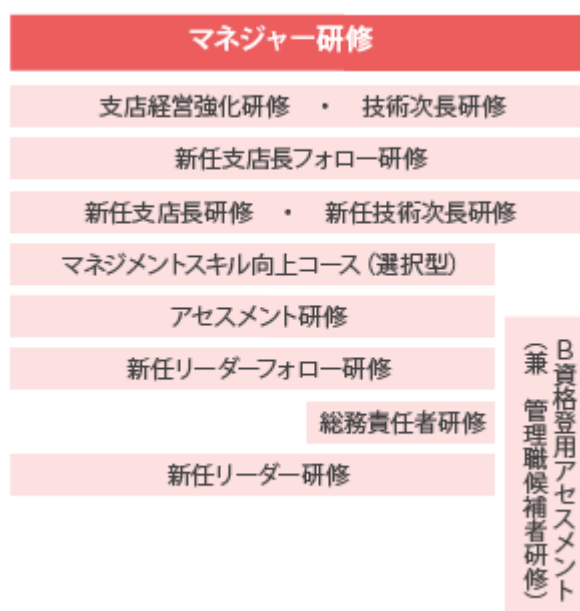 マネジャー研修
支店経営強化研修 ・ 技術次長研修
新任支店長フォロー研修
新任支店長研修 ・ 新任技術次長研修
マネジメントスキル向上コース（選択型）
アセスメント研修
新任リーダーフォロー研修
総務責任者研修
新任リーダー研修
B資格登用アセスメント
（兼 管理職候補者研修）